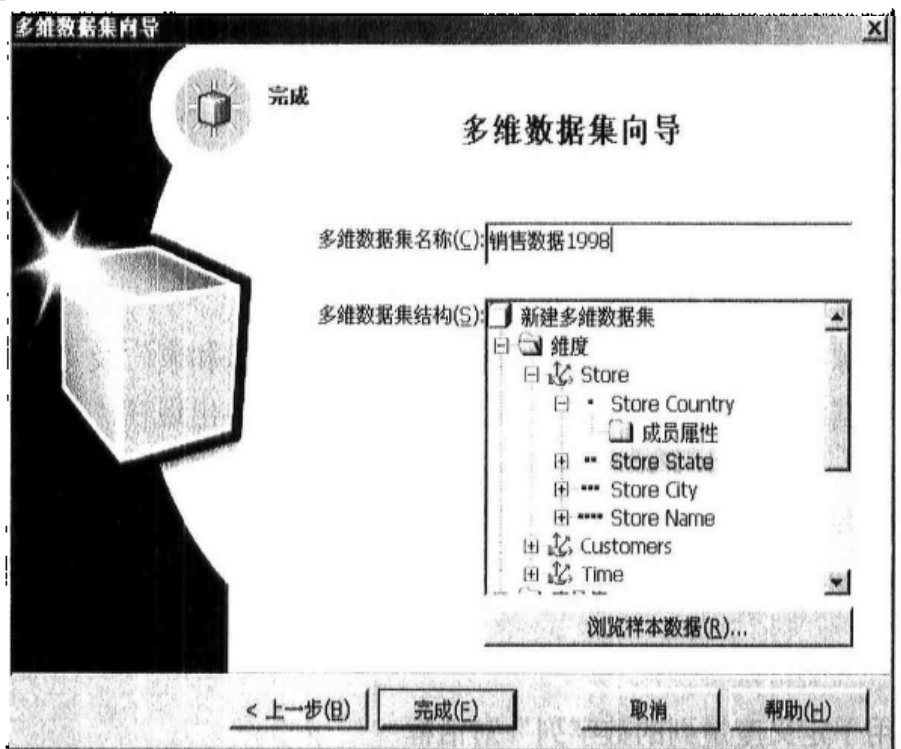 多维数据集向导
完成
多维数据集向导
多维数据集名称(C):销售数据1998
多维数据集结构(S):
新建多维数据集
维度
Store
Store Country
成员属性
Store State
Store City
Store Name
Customers
Time
浏览样本数据(R)...
< 上一步(B)
完成(F)
取消
帮助(H)